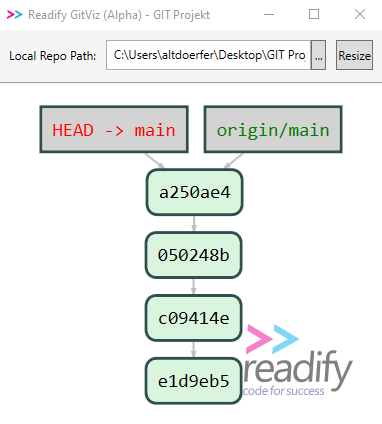 Readify GitViz (Alpha) - GIT Projekt
Local Repo Path: C:\Users\altdoerfer\Desktop\GIT Pro ... Resize
HEAD -> main origin/main
a250ae4
050248b
c09414e
e1d9eb5
readify
code for success